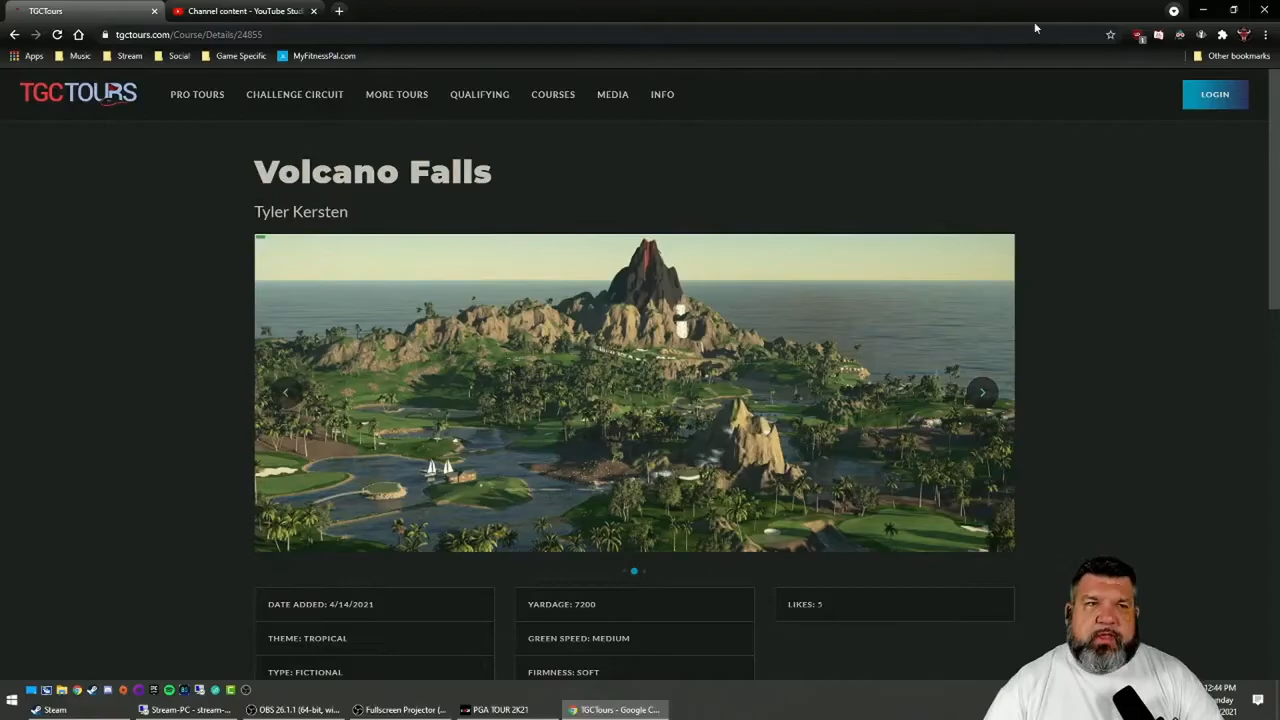 TGCTours
Channel content - YouTube Stud
tgctours.com/Course/Details/24855
Apps
Music
Stream
Social
Game Specific
MyFitnessPal.com
Other bookmarks
TGCTOURS
PRO TOURS
CHALLENGE CIRCUIT
MORE TOURS
QUALIFYING
COURSES
MEDIA
INFO
LOGIN
Volcano Falls
Tyler Kersten
DATE ADDED: 4/14/2021
YARDAGE: 7200
LIKES: 5
THEME: TROPICAL
GREEN SPEED: MEDIUM
TYPE: FICTIONAL
FIRMNESS: SOFT
12:44 PM
Steam
Stream-PC - stream-...
OBS 26.1.1 (64-bit, wi...
Fullscreen Projector (...
PGA TOUR 2K21
TGCTours - Google C...